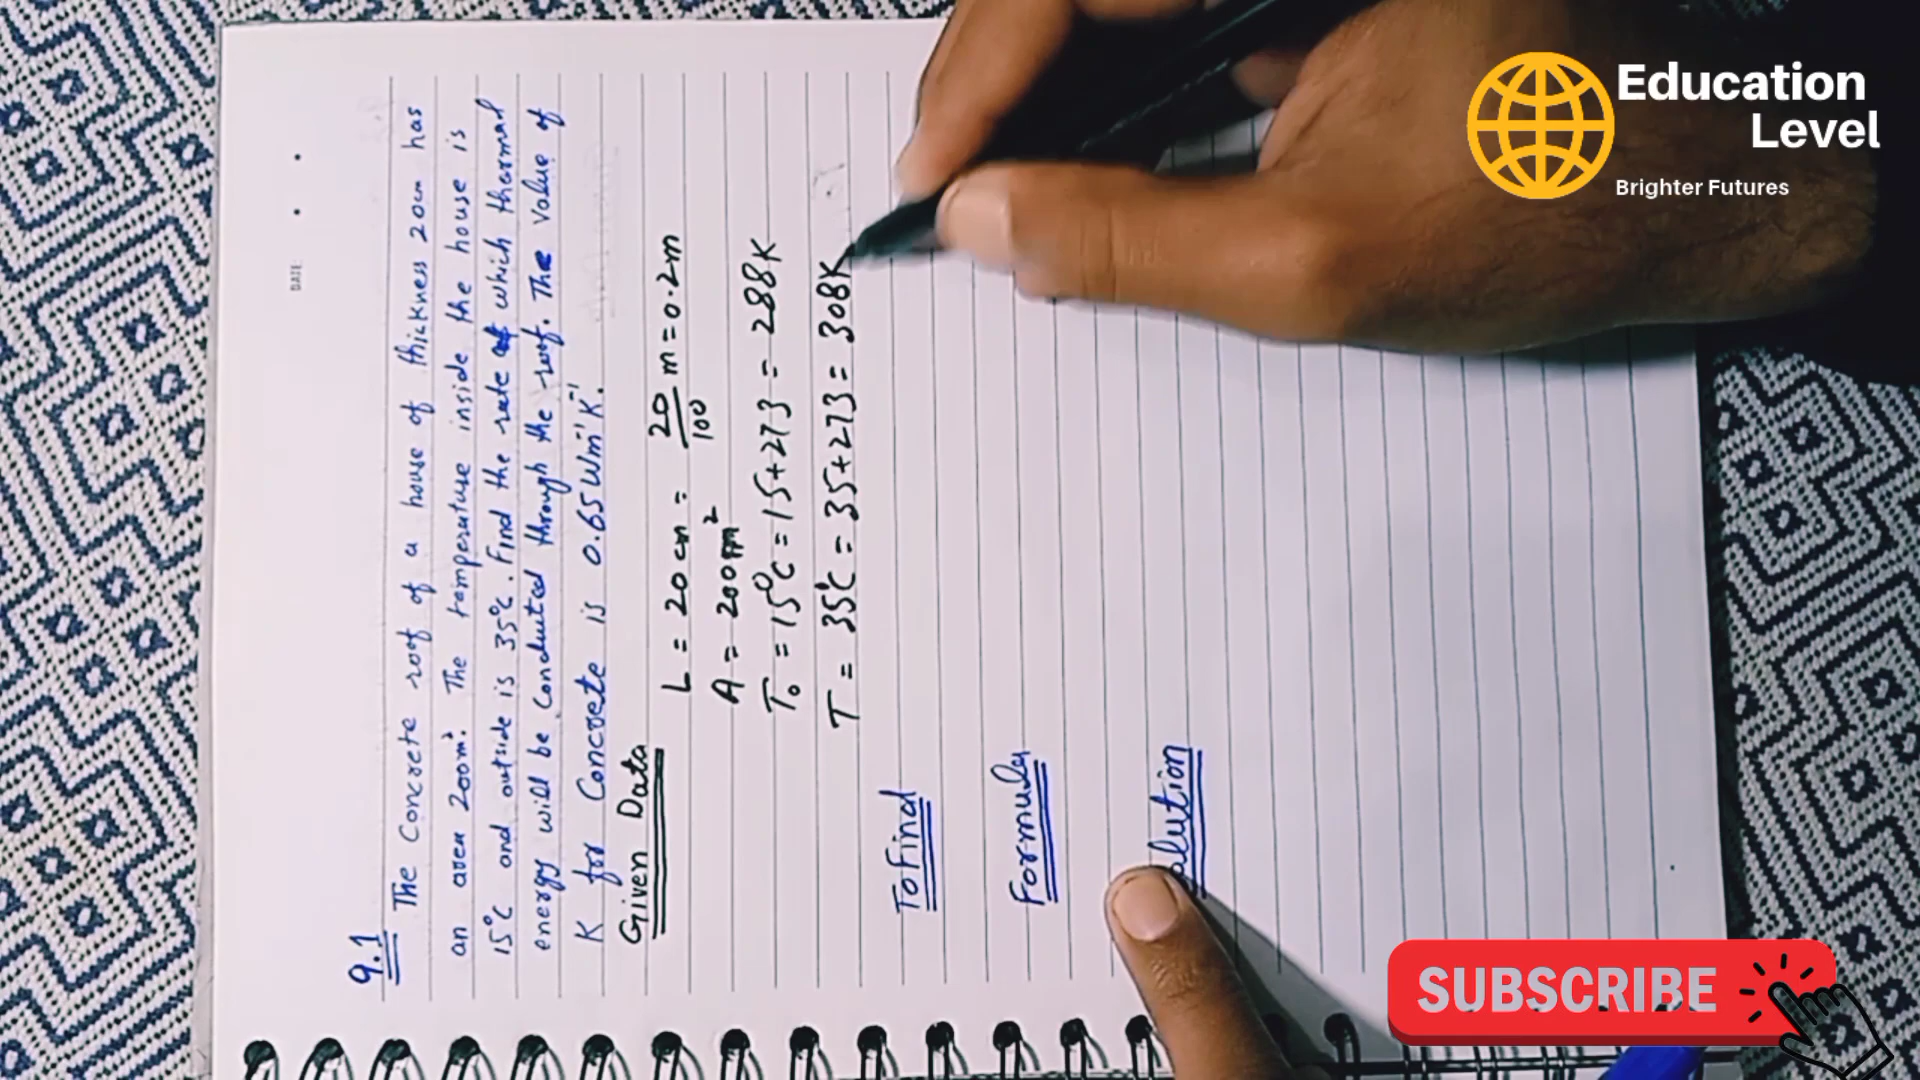 DATE:
9.1
The Concrete roof of a house of thickness 20cm has
an area 200m². The temperature inside the house is
15°C and outside is 35°C. Find the rate at which thermal
energy will be Conducted through the roof. The value of
K for Concrete is 0.65Wm⁻¹K⁻¹.
Given Data
L = 20cm = 20/100 m = 0.2m
A = 200m²
T₀ = 15°C = 15+273 = 288K
T = 35°C = 35+273 = 308K
To Find
Formula
olution
Education
Level
Brighter Futures
SUBSCRIBE